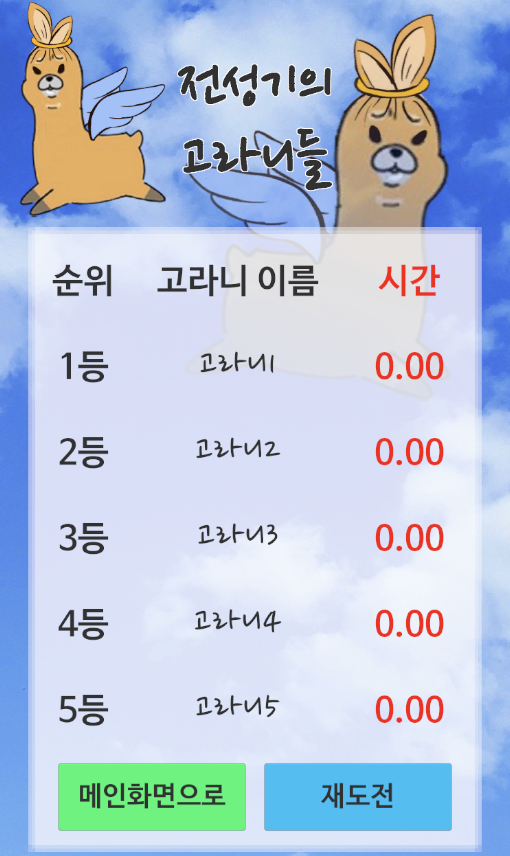 전성기의
고라니들
순위 고라니 이름 시간
1등 고라니1 0.00
2등 고라니2 0.00
3등 고라니3 0.00
4등 고라니4 0.00
5등 고라니5 0.00
메인화면으로 재도전